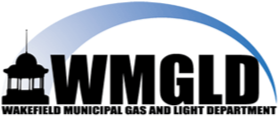 WMGLD
WAKEFIELD MUNICIPAL GAS AND LIGHT DEPARTMENT